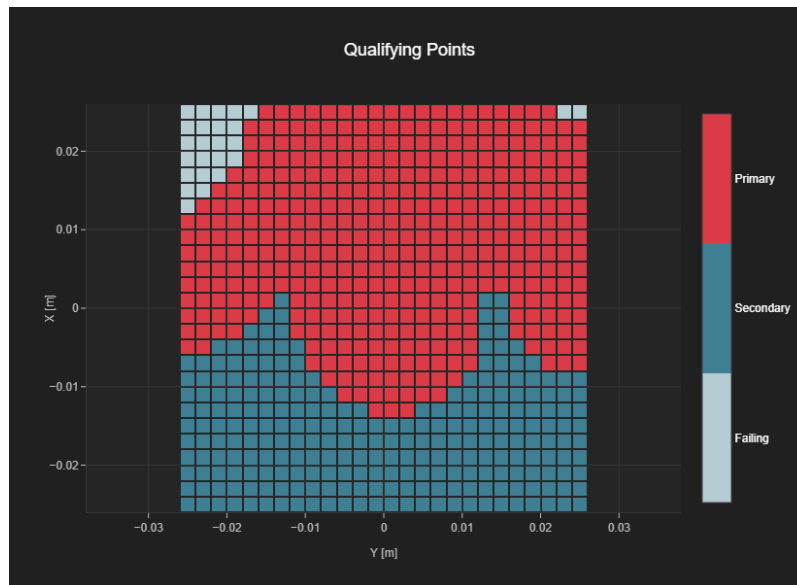 Qualifying Points
Primary
Secondary
Failing
0.02
0.01
0
−0.01
−0.02
X [m]
−0.03
−0.02
−0.01
0
0.01
0.02
0.03
Y [m]